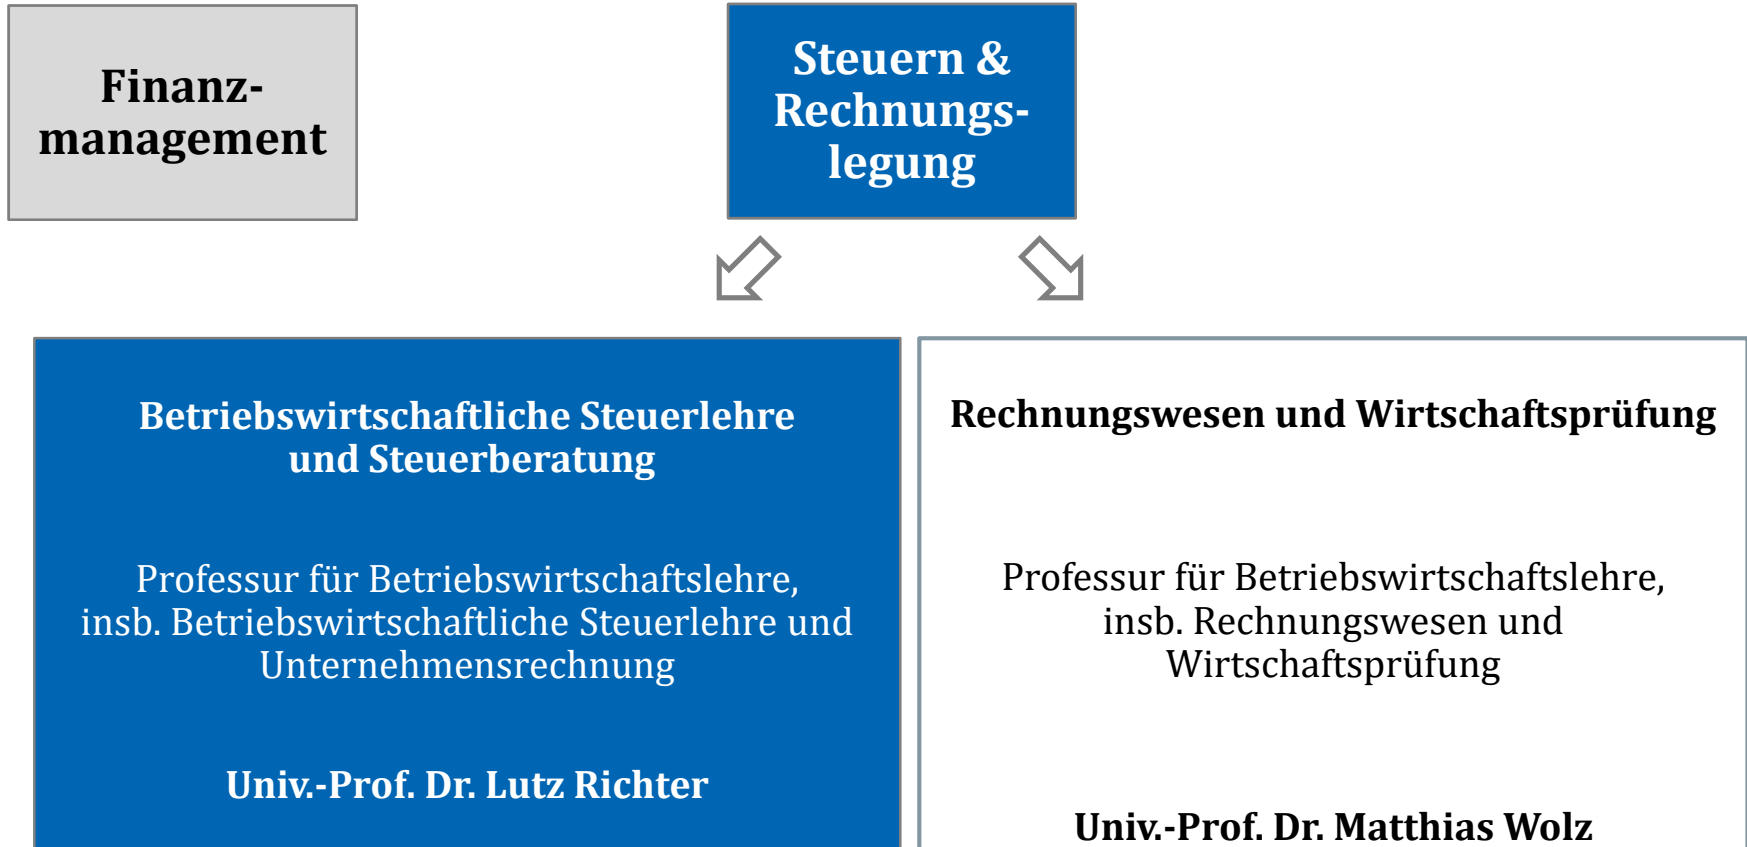 Finanz-
management
Steuern &
Rechnungs-
legung
Betriebswirtschaftliche Steuerlehre
und Steuerberatung
Professur für Betriebswirtschaftslehre,
insb. Betriebswirtschaftliche Steuerlehre und
Unternehmensrechnung
Univ.-Prof. Dr. Lutz Richter
Rechnungswesen und Wirtschaftsprüfung
Professur für Betriebswirtschaftslehre,
insb. Rechnungswesen und
Wirtschaftsprüfung
Univ.-Prof. Dr. Matthias Wolz